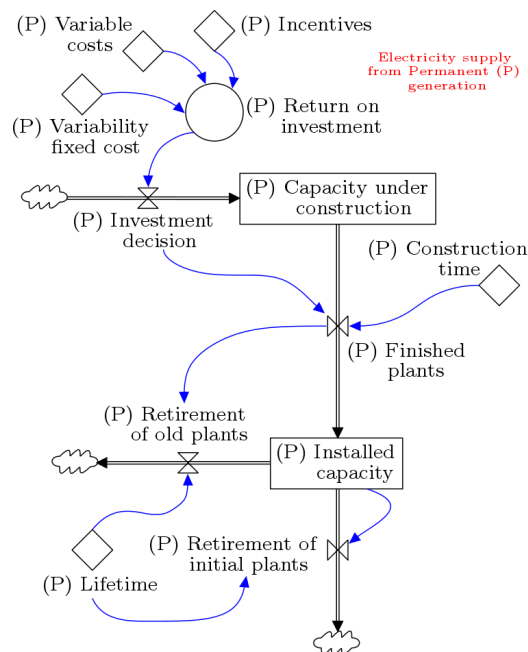 (P) Variable
costs
(P) Incentives
Electricity supply
from Permanent (P)
generation
(P) Return on
investment
(P) Variability
fixed cost
(P) Capacity under
construction
(P) Investment
decision
(P) Construction
time
(P) Finished
plants
(P) Retirement
of old plants
(P) Installed
capacity
(P) Retirement of
initial plants
(P) Lifetime